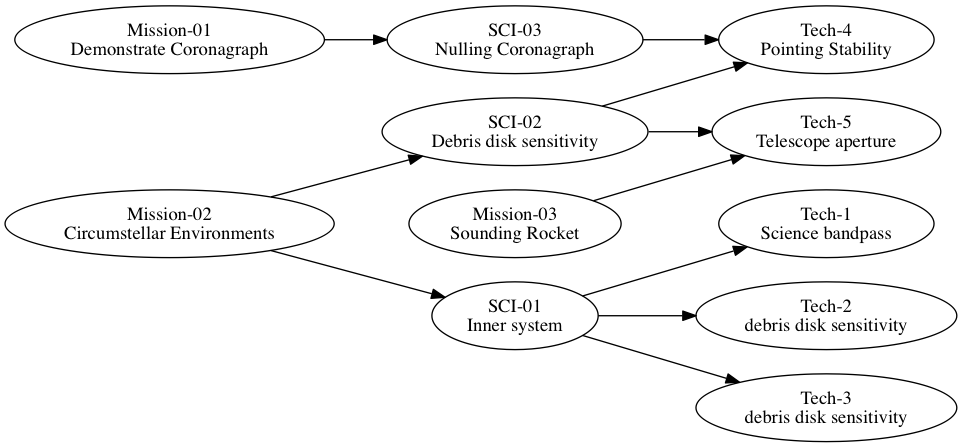 Mission-01
Demonstrate Coronagraph
SCI-03
Nulling Coronagraph
Tech-4
Pointing Stability
SCI-02
Debris disk sensitivity
Tech-5
Telescope aperture
Mission-02
Circumstellar Environments
Mission-03
Sounding Rocket
Tech-1
Science bandpass
SCI-01
Inner system
Tech-2
debris disk sensitivity
Tech-3
debris disk sensitivity